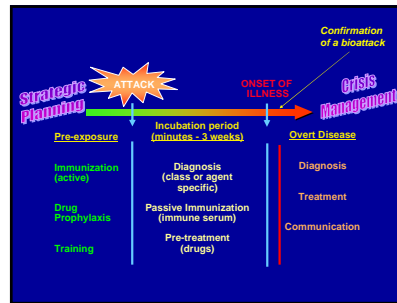 Confirmation
of a bioattack
ATTACK
ONSET OF
ILLNESS
Strategic
Planning
Crisis
Management
Pre-exposure
Incubation period
(minutes - 3 weeks)
Overt Disease
Immunization
(active)
Drug
Prophylaxis
Training
Diagnosis
(class or agent
specific)
Passive Immunization
(immune serum)
Pre-treatment
(drugs)
Diagnosis
Treatment
Communication